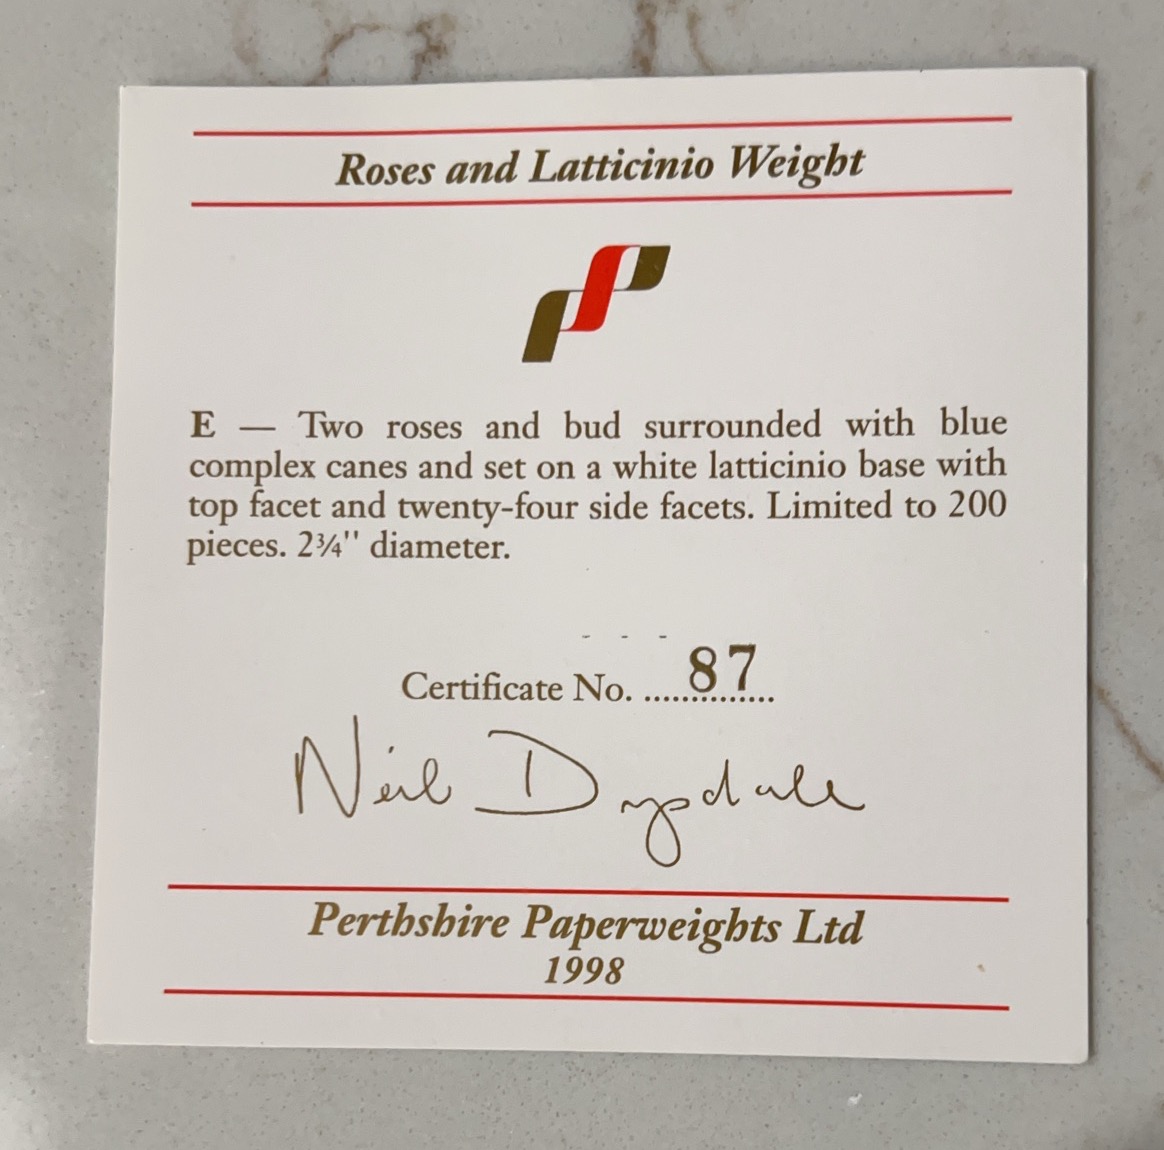 Roses and Latticinio Weight
E — Two roses and bud surrounded with blue
complex canes and set on a white latticinio base with
top facet and twenty-four side facets. Limited to 200
pieces. 2¾" diameter.
Certificate No. ............... 87
Neil Drysdale
Perthshire Paperweights Ltd
1998